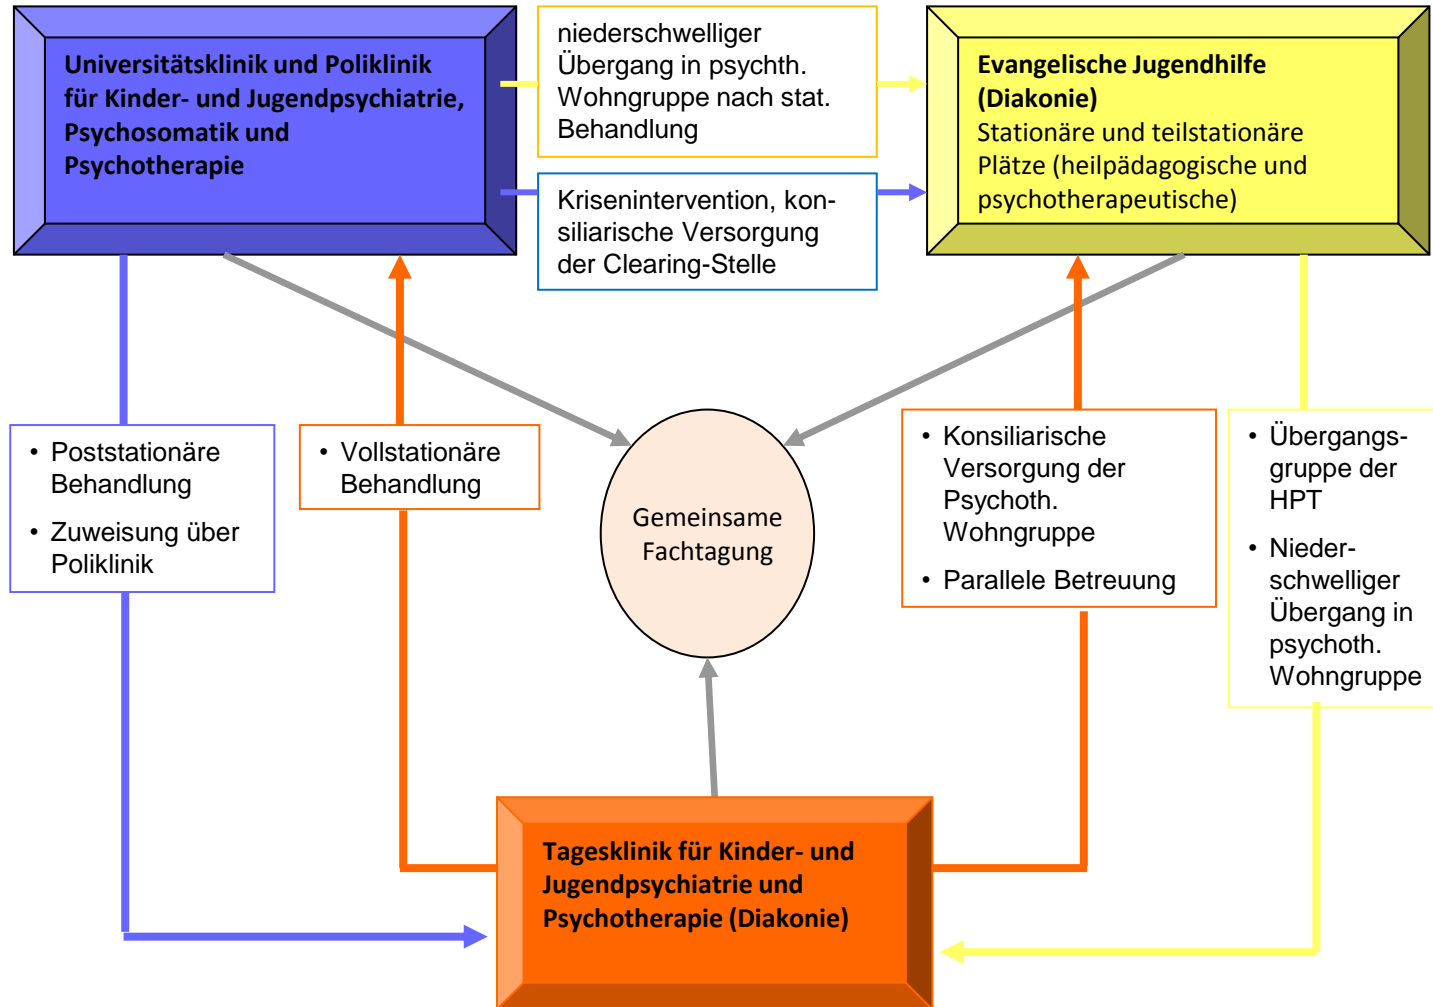 Universitätsklinik und Poliklinik
für Kinder- und Jugendpsychiatrie,
Psychosomatik und
Psychotherapie
niederschwelliger
Übergang in psychth.
Wohngruppe nach stat.
Behandlung
Krisenintervention, kon-
siliarische Versorgung
der Clearing-Stelle
Evangelische Jugendhilfe
(Diakonie)
Stationäre und teilstationäre
Plätze (heilpädagogische und
psychotherapeutische)
• Poststationäre
Behandlung
• Zuweisung über
Poliklinik
• Vollstationäre
Behandlung
Gemeinsame
Fachtagung
• Konsiliarische
Versorgung der
Psychoth.
Wohngruppe
• Parallele Betreuung
• Übergangs-
gruppe der
HPT
• Nieder-
schwelliger
Übergang in
psychoth.
Wohngruppe
Tagesklinik für Kinder- und
Jugendpsychiatrie und
Psychotherapie (Diakonie)